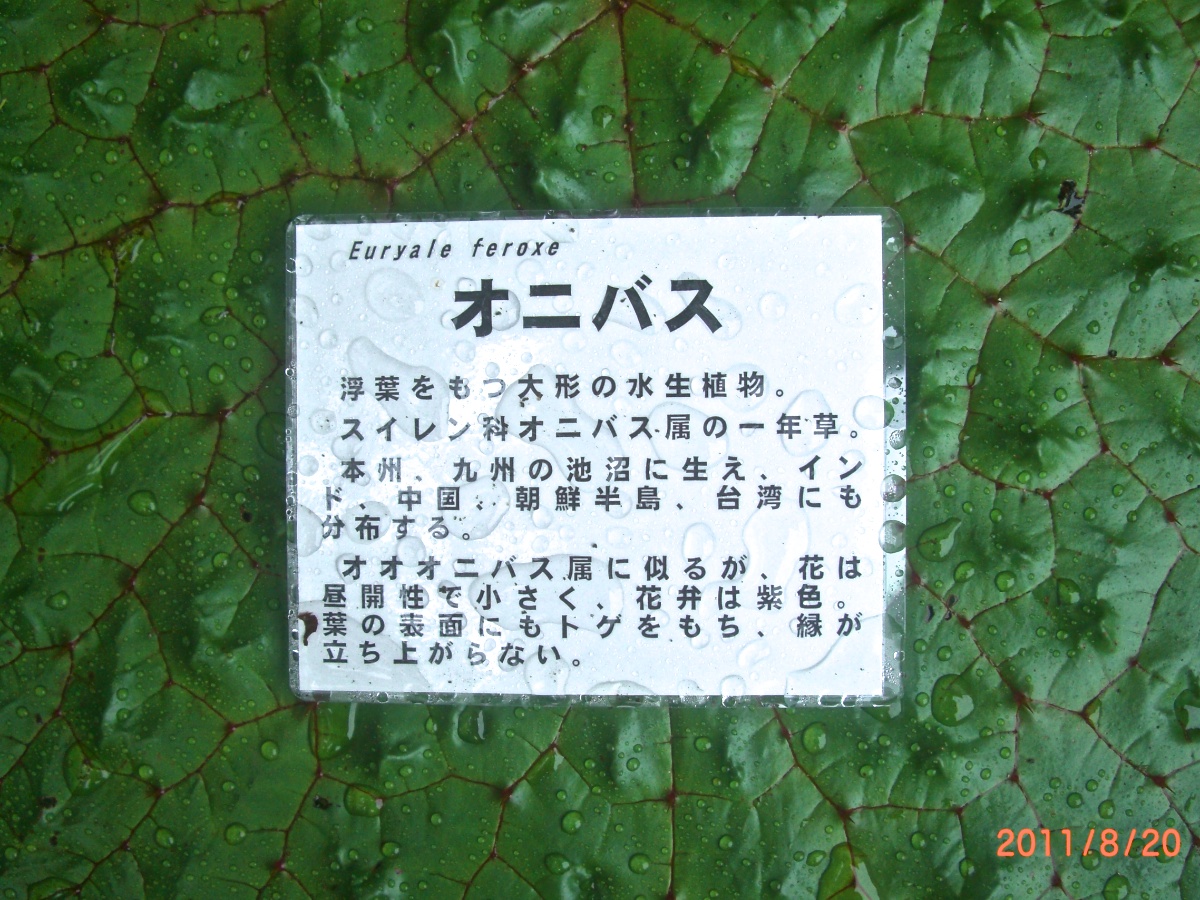 Euryale feroxe
オニバス
浮葉をもつ大形の水生植物。
スイレン科オニバス属の一年草。
本州、九州の池沼に生え、イン
ド、中国、朝鮮半島、台湾にも
分布する。
オオオニバス属に似るが、花は
昼開性で小さく、花弁は紫色。
葉の表面にもトゲをもち、縁が
立ち上がらない。
2011/8/20